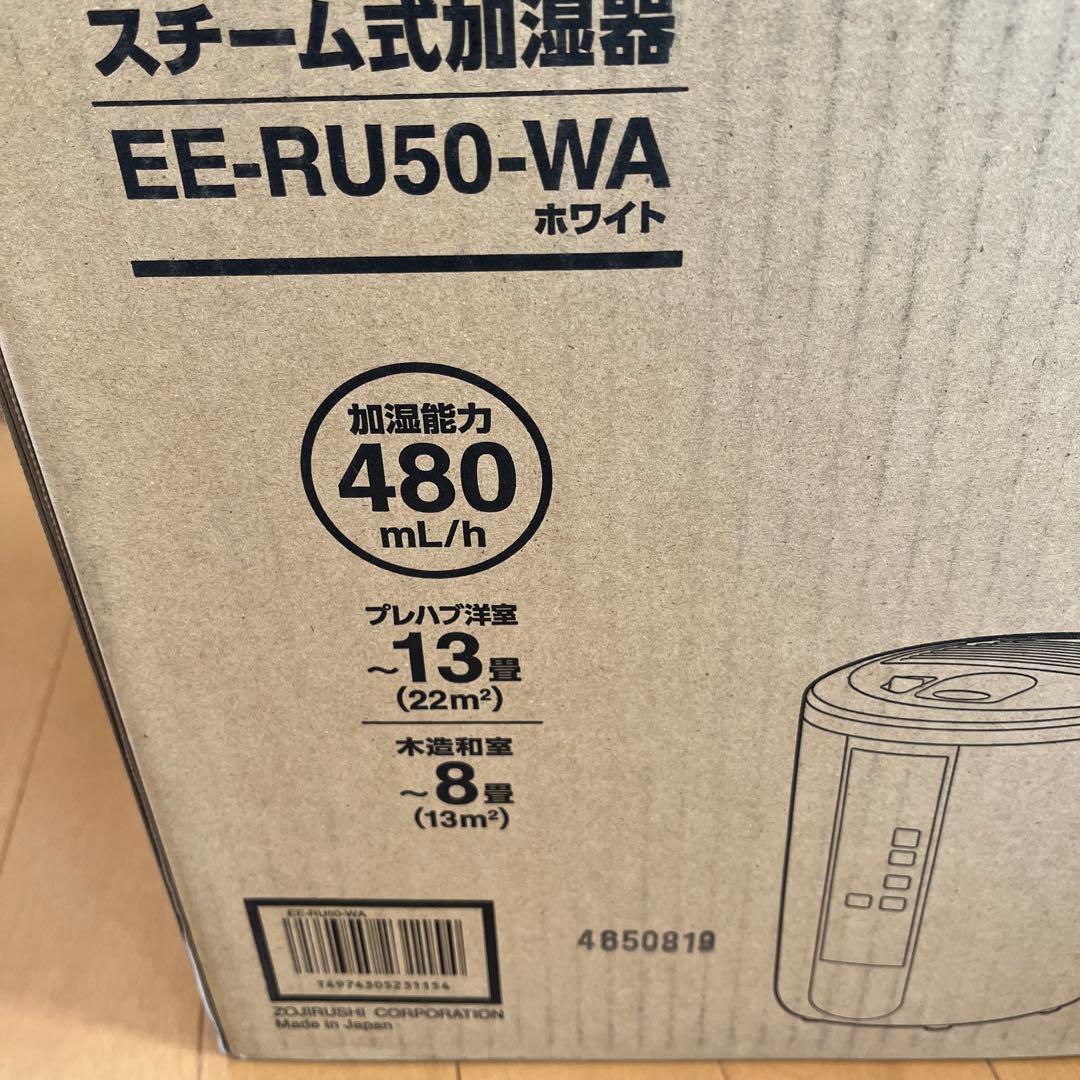 スチーム式加湿器
EE-RU50-WA
ホワイト
加湿能力
480
mL/h
プレハブ洋室
～13畳
(22m²)
木造和室
～8畳
(13m²)
EE-RU50-WA
T4974305231154
4650819
ZOJIRUSHI CORPORATION
Made in Japan